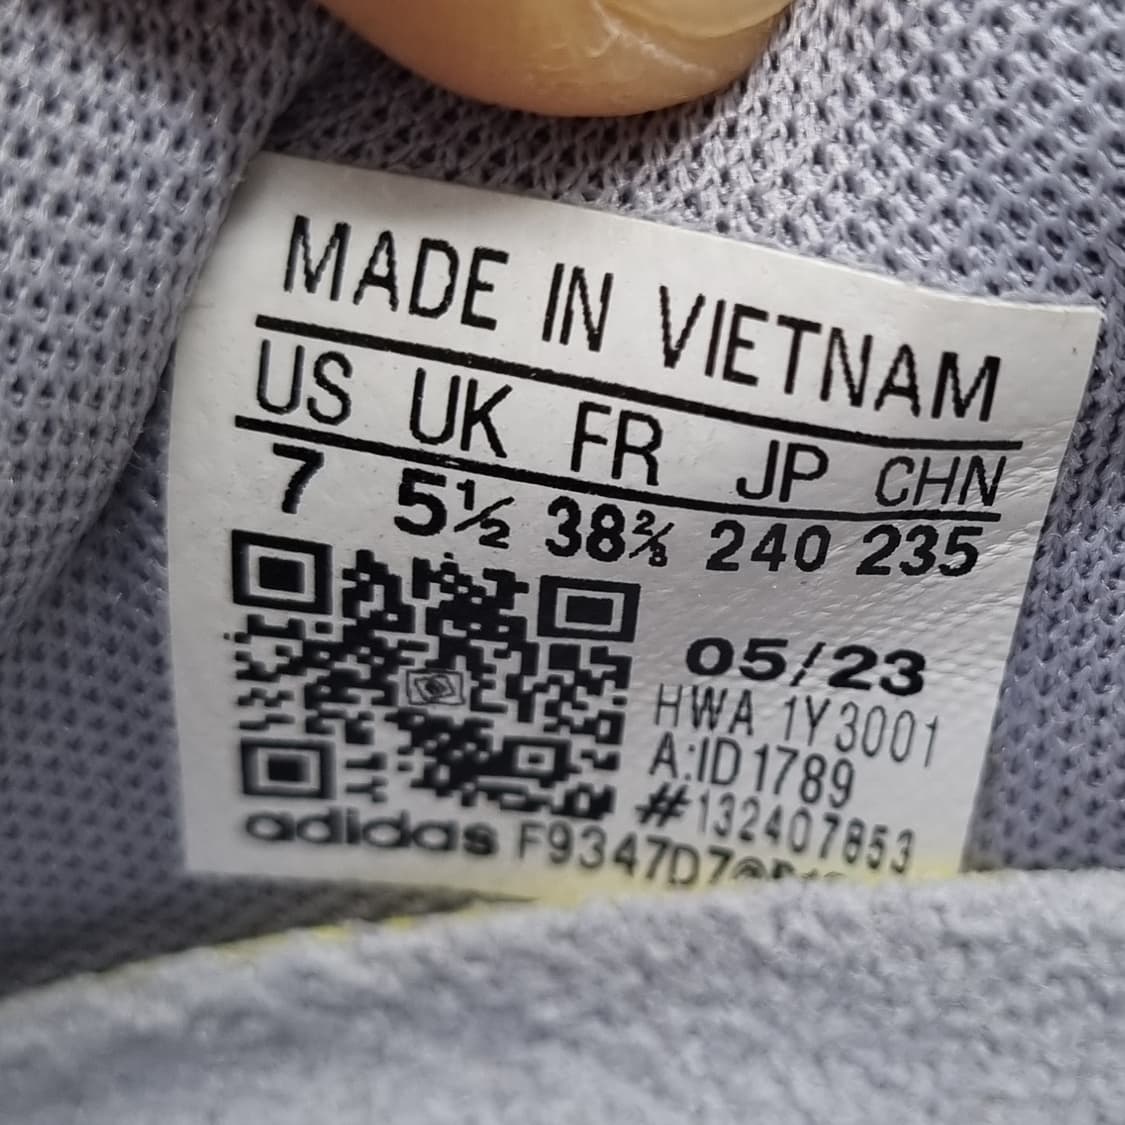 MADE IN VIETNAM
US UK FR JP CHN
7 5½ 38⅔ 240 235
05/23
HWA 1Y3001
A:ID1789
#132407853
adidas F9347D7@